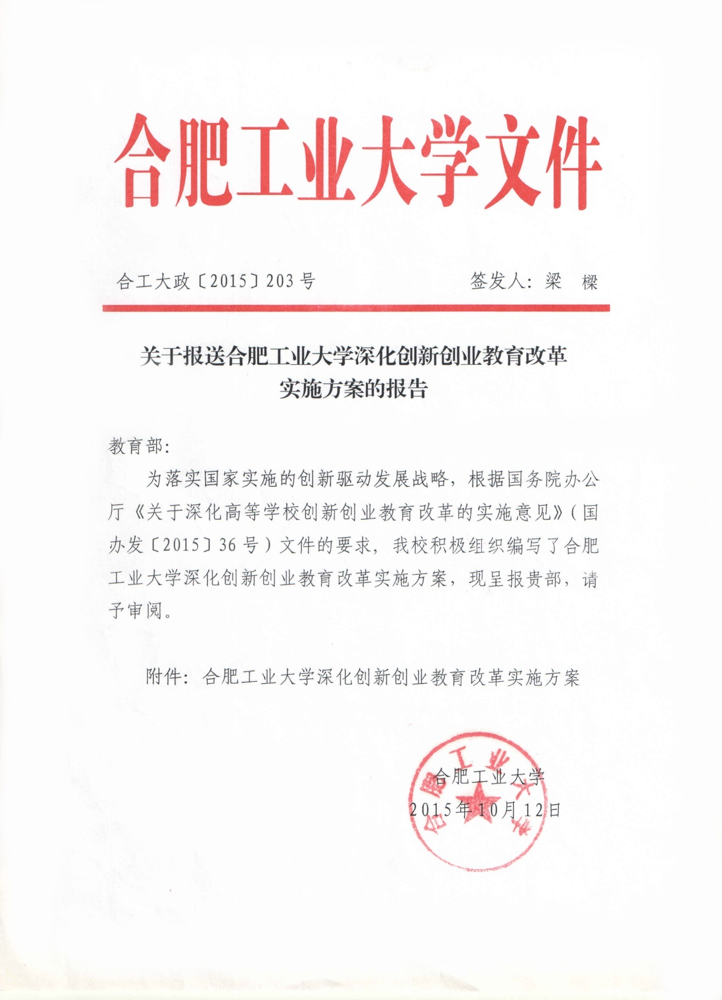 合肥工业大学文件
合工大政〔2015〕203号 签发人：梁 樑
关于报送合肥工业大学深化创新创业教育改革
实施方案的报告
教育部：
为落实国家实施的创新驱动发展战略，根据国务院办公
厅《关于深化高等学校创新创业教育改革的实施意见》（国
办发〔2015〕36号）文件的要求，我校积极组织编写了合肥
工业大学深化创新创业教育改革实施方案，现呈报贵部，请
予审阅。
附件：合肥工业大学深化创新创业教育改革实施方案
合肥工业大学
合肥工业大学
2015年10月12日